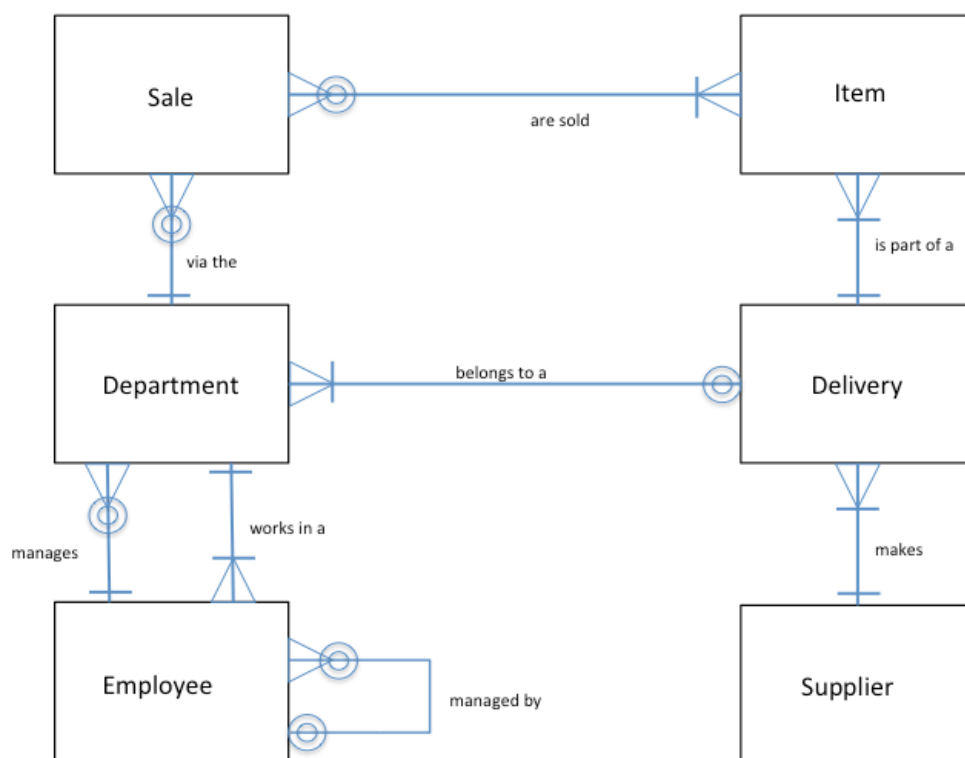 Sale
Item
are sold
via the
is part of a
Department
belongs to a
Delivery
manages
works in a
makes
Employee
managed by
Supplier